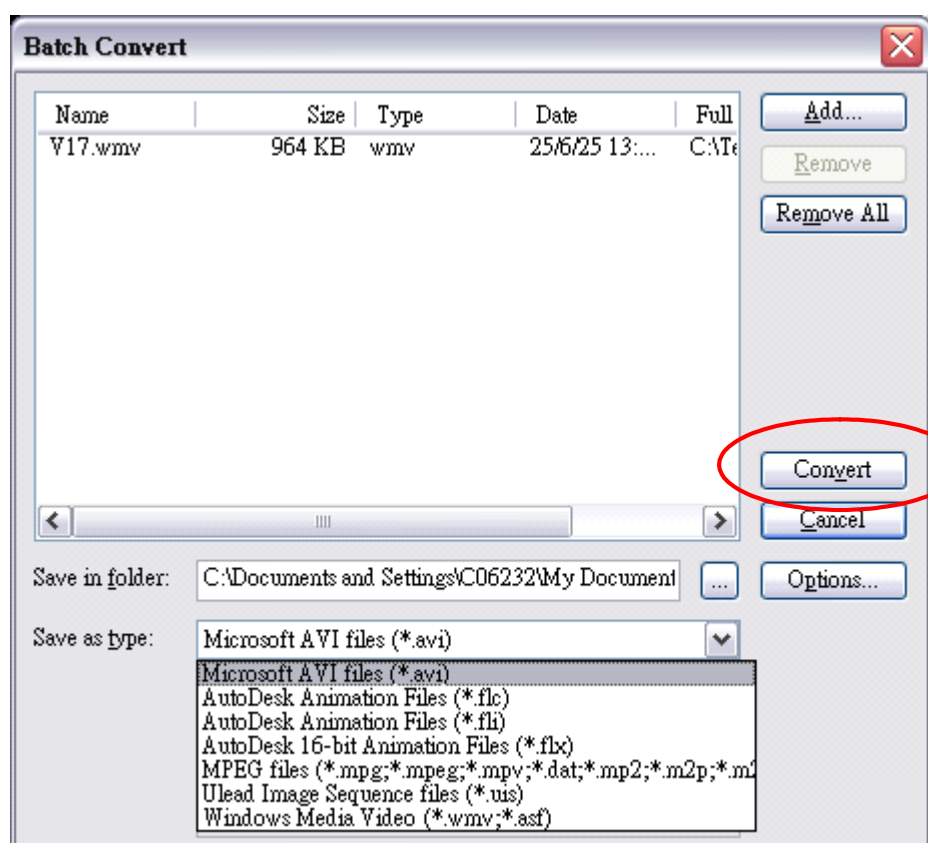 Batch Convert
Name Size Type Date Full
V17.wmv 964 KB wmv 25/6/25 13:... C:\Te
Add...
Remove
Remove All
Convert
Cancel
Save in folder: C:\Documents and Settings\C06232\My Document ... Options...
Save as type: Microsoft AVI files (*.avi)
Microsoft AVI files (*.avi)
AutoDesk Animation Files (*.flc)
AutoDesk Animation Files (*.fli)
AutoDesk 16-bit Animation Files (*.flx)
MPEG files (*.mpg;*.mpeg;*.mpv;*.dat;*.mp2;*.m2p;*.m2
Ulead Image Sequence files (*.uis)
Windows Media Video (*.wmv;*.asf)